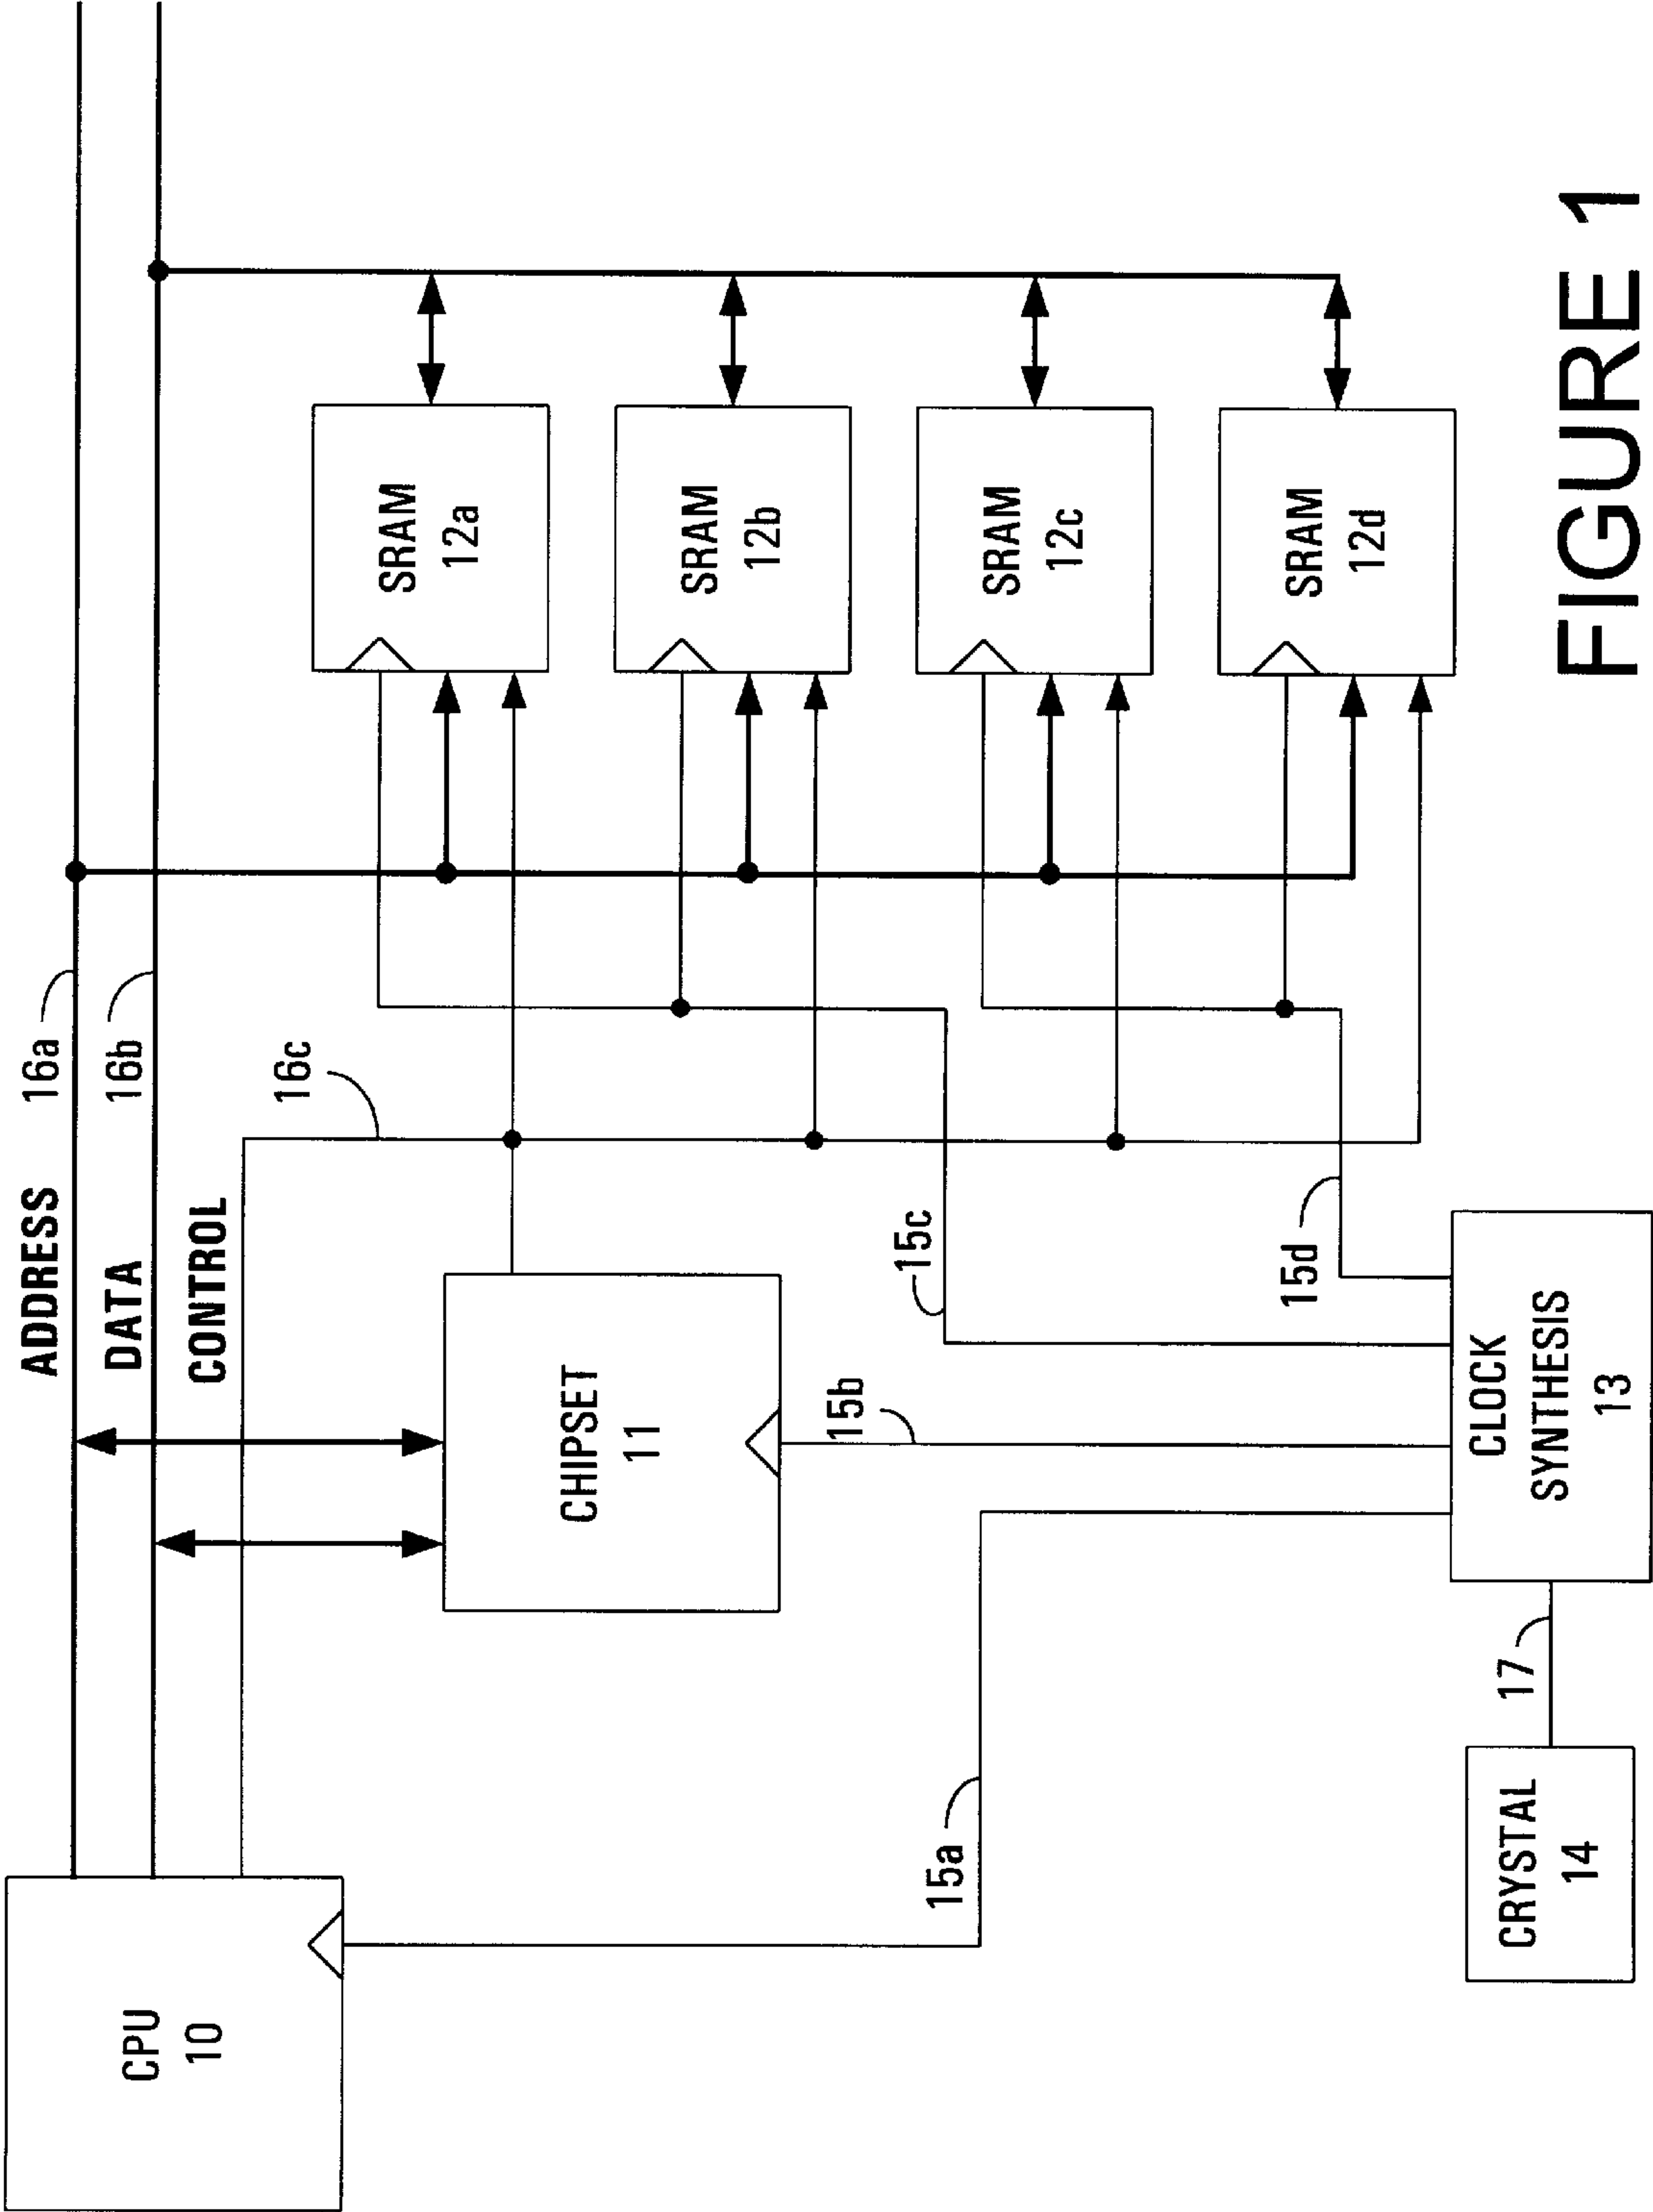 ADDRESS 16a
DATA 16b
CONTROL
16c
CPU
10
CHIPSET
11
SRAM
12a
SRAM
12b
SRAM
12c
SRAM
12d
15a
15b
15c
15d
CRYSTAL
14
17
CLOCK
SYNTHESIS
13
FIGURE 1